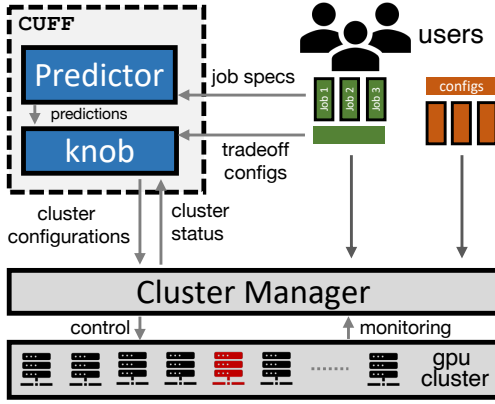 CUFF
users
Predictor
job specs
Job 1
Job 2
Job 3
configs
predictions
knob
tradeoff
configs
cluster
configurations
cluster
status
Cluster Manager
control
monitoring
gpu
cluster